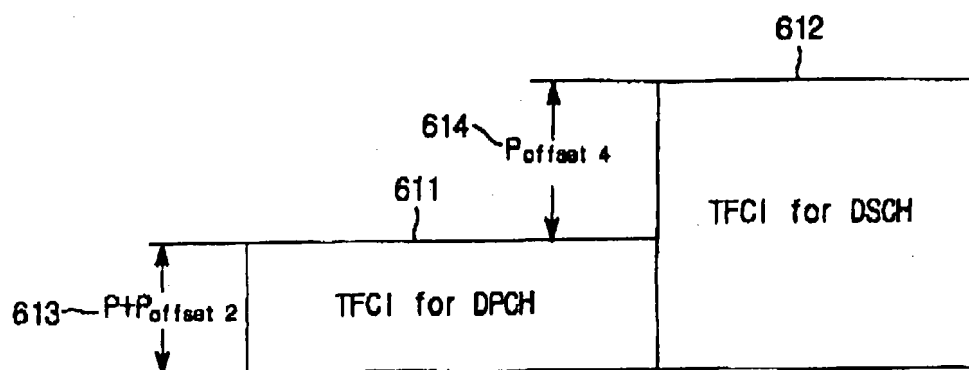 612
614
Poffset 4
611
TFCI for DSCH
613
P+Poffset 2
TFCI for DPCH